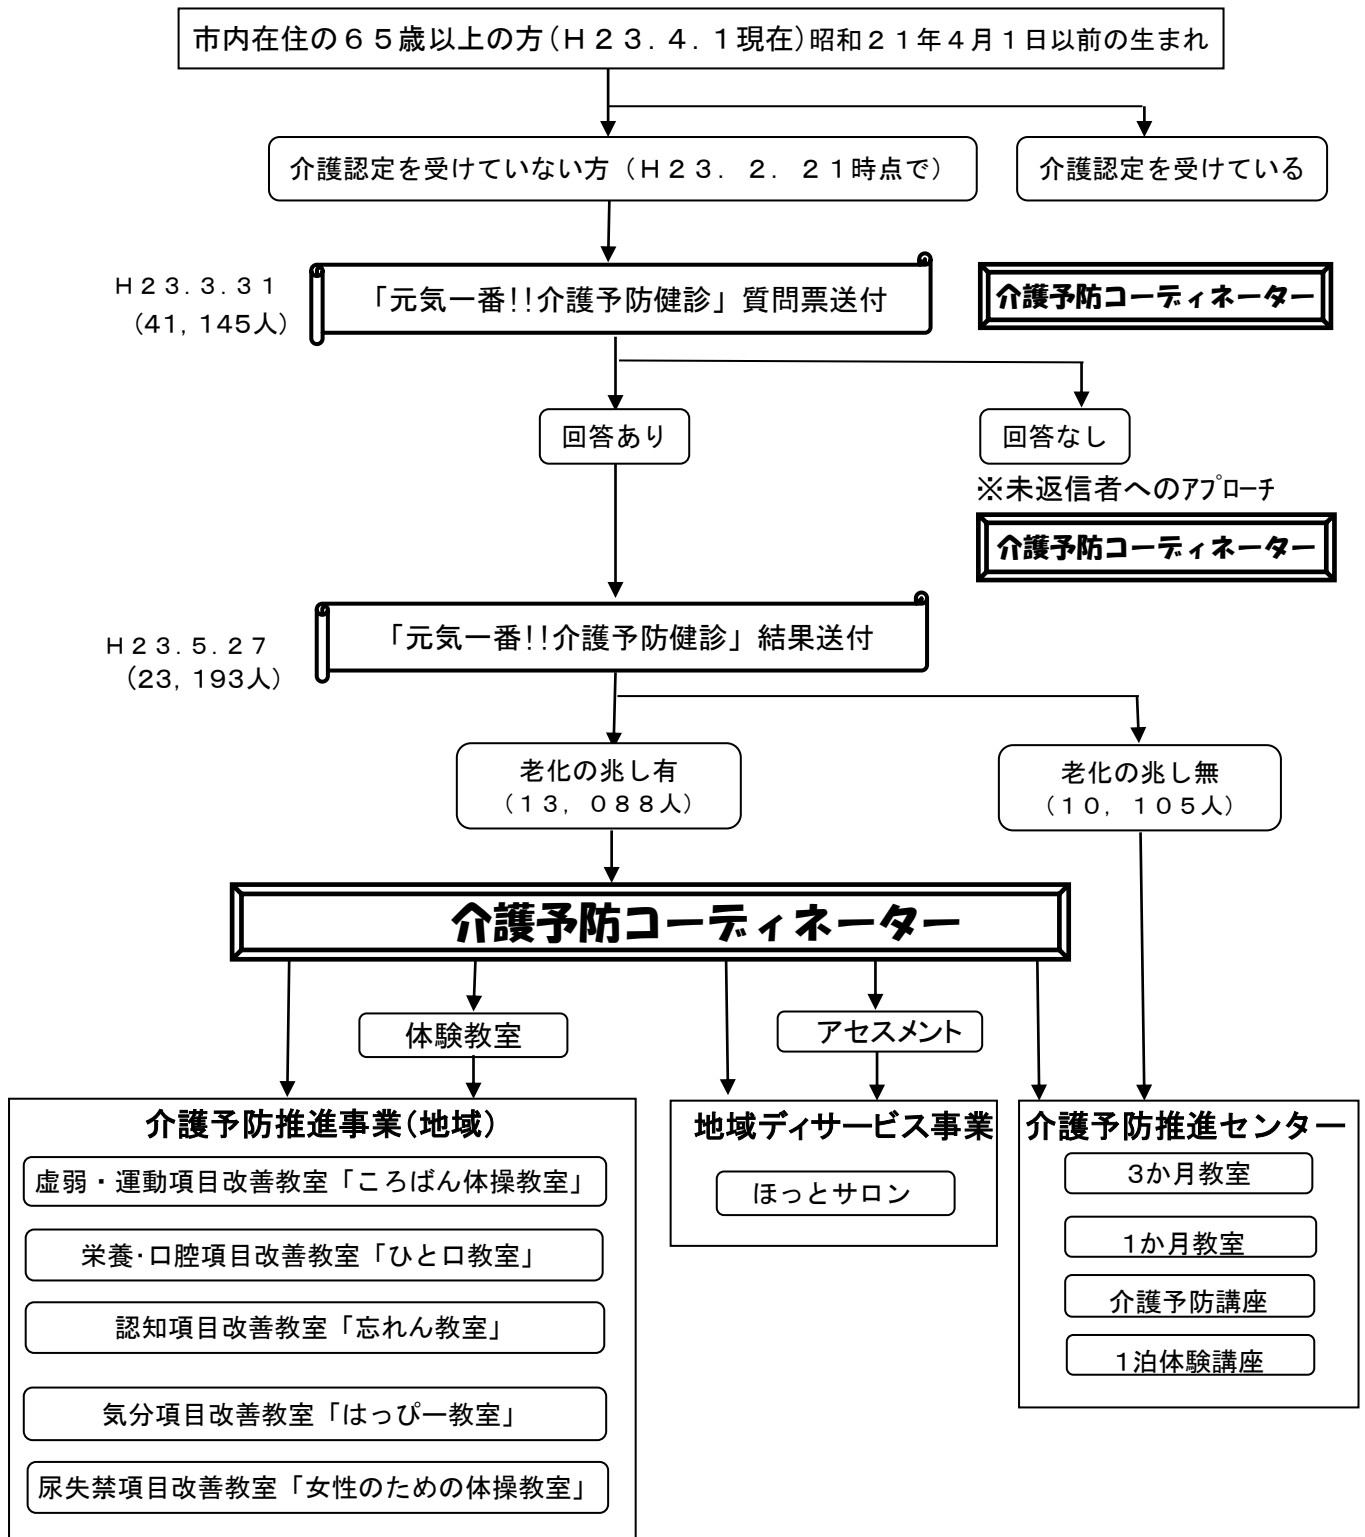 市内在住の65歳以上の方(H23.4.1現在)昭和21年4月1日以前の生まれ
介護認定を受けていない方(H23.2.21時点で)
介護認定を受けている
H23.3.31
(41,145人)
「元気一番!!介護予防健診」質問票送付
介護予防コーディネーター
回答あり
回答なし
※未返信者へのアプローチ
介護予防コーディネーター
H23.5.27
(23,193人)
「元気一番!!介護予防健診」結果送付
老化の兆し有
(13,088人)
老化の兆し無
(10,105人)
介護予防コーディネーター
体験教室
アセスメント
介護予防推進事業(地域)
虚弱・運動項目改善教室「ころばん体操教室」
栄養・口腔項目改善教室「ひと口教室」
認知項目改善教室「忘れん教室」
気分項目改善教室「はっぴー教室」
尿失禁項目改善教室「女性のための体操教室」
地域ディサービス事業
ほっとサロン
介護予防推進センター
3か月教室
1か月教室
介護予防講座
1泊体験講座